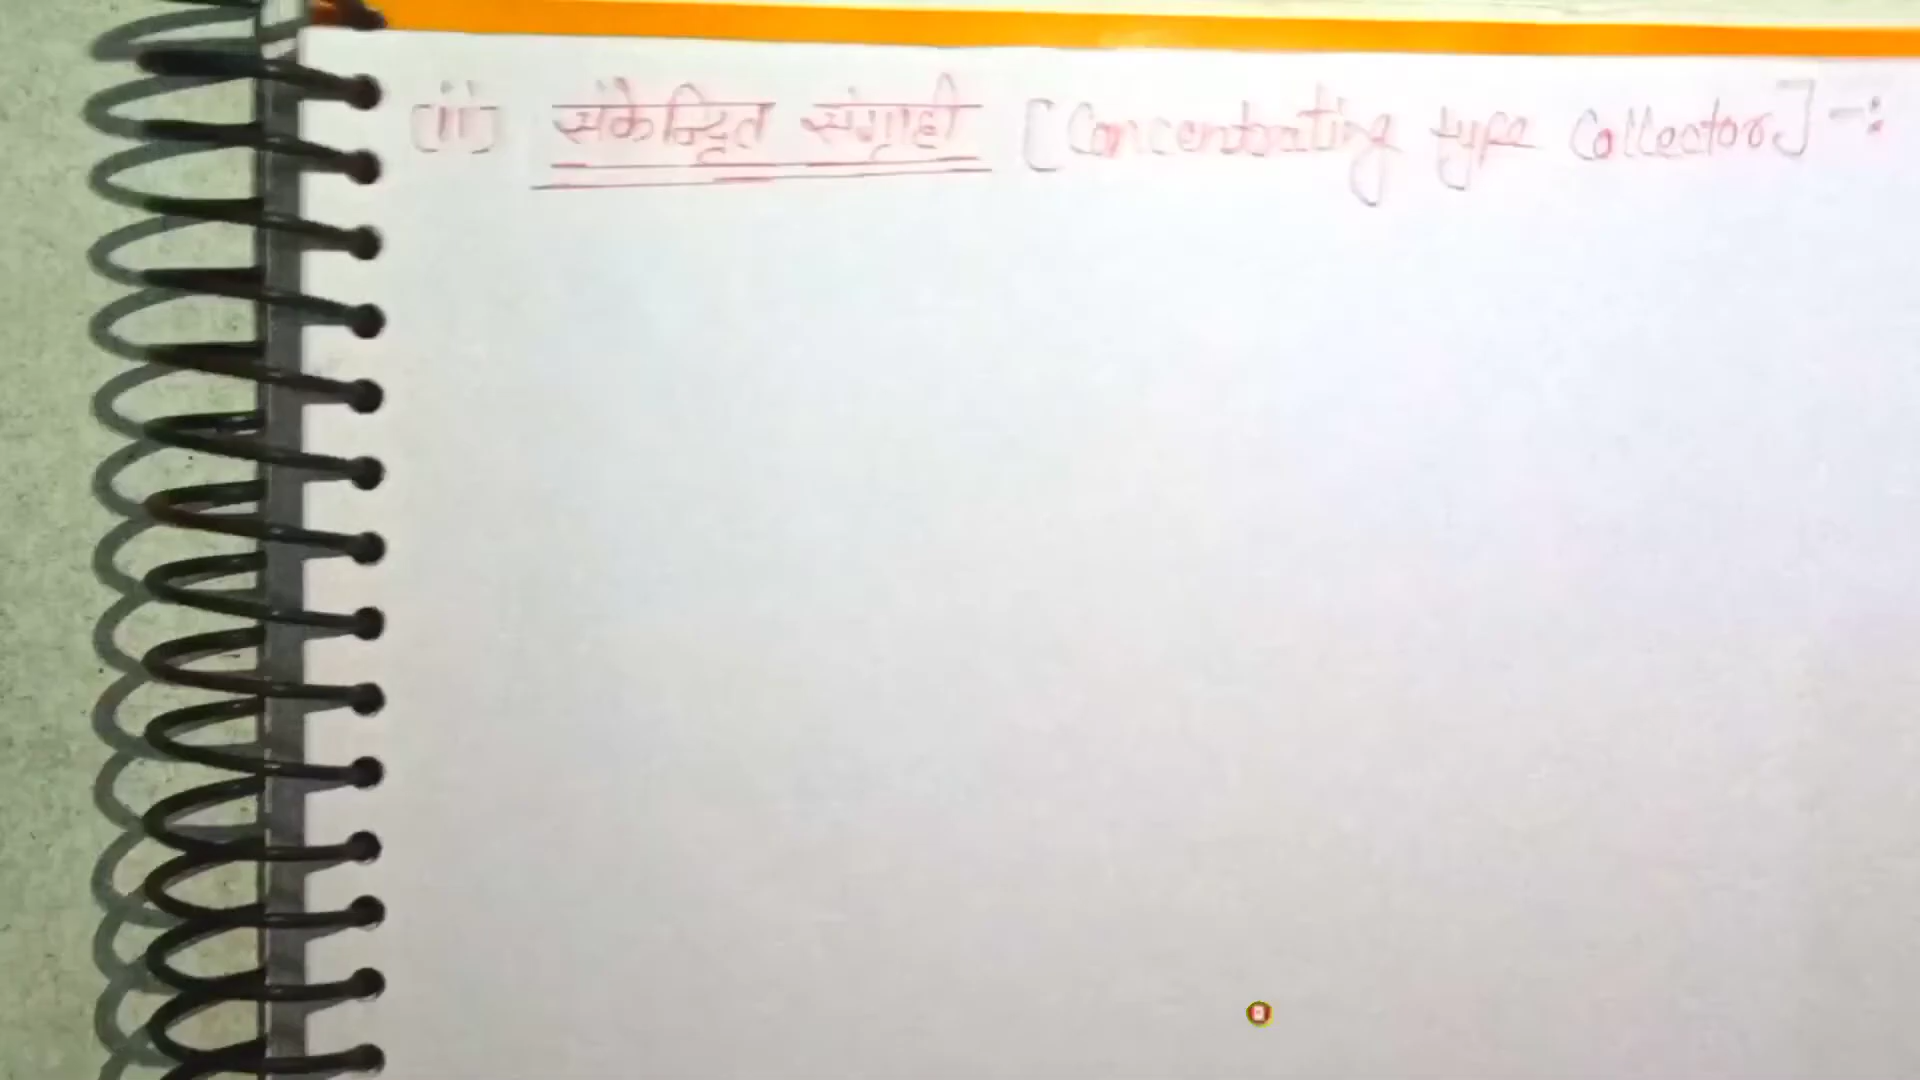 (ii) संकेन्द्रित संग्राही [Concentrating type Collector] -: